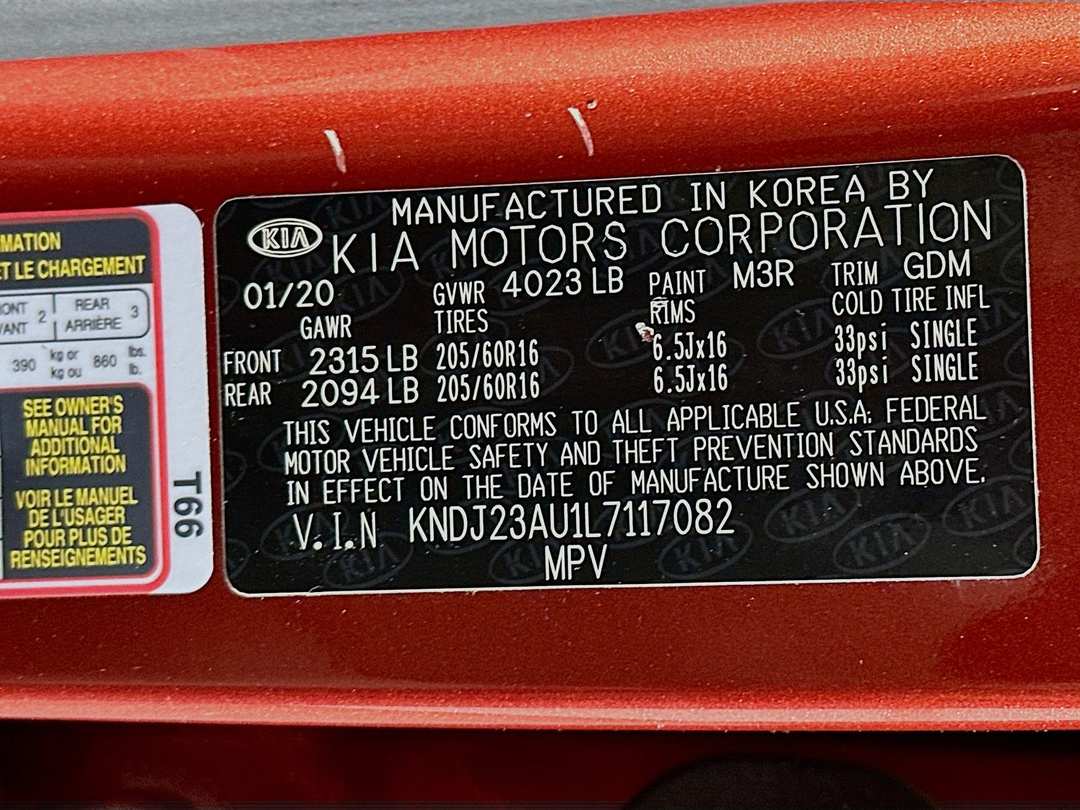 MATION
ET LE CHARGEMENT
ONT 2 REAR 3
VANT ARRIÈRE
390 kg or 860 lbs.
kg ou lb.
SEE OWNER'S
MANUAL FOR
ADDITIONAL
INFORMATION
VOIR LE MANUEL
DE L'USAGER
POUR PLUS DE
RENSEIGNEMENTS
T66
MANUFACTURED IN KOREA BY
KIA KIA MOTORS CORPORATION
01/20 GVWR 4023 LB PAINT M3R TRIM GDM
GAWR TIRES RIMS COLD TIRE INFL
FRONT 2315 LB 205/60R16 6.5Jx16 33psi SINGLE
REAR 2094 LB 205/60R16 6.5Jx16 33psi SINGLE
THIS VEHICLE CONFORMS TO ALL APPLICABLE U.S.A. FEDERAL
MOTOR VEHICLE SAFETY AND THEFT PREVENTION STANDARDS
IN EFFECT ON THE DATE OF MANUFACTURE SHOWN ABOVE.
V.I.N KNDJ23AU1L7117082
MPV